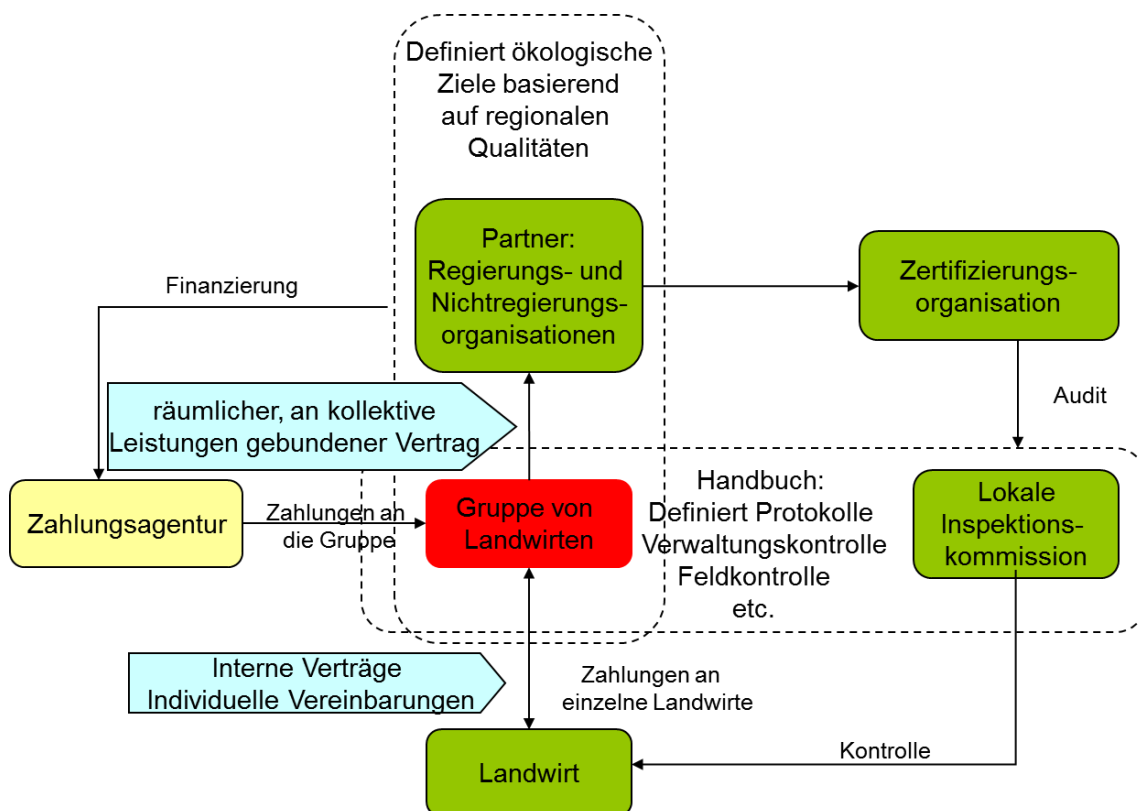 Definiert ökologische
Ziele basierend
auf regionalen
Qualitäten
Partner:
Regierungs- und
Nichtregierungs-
organisationen
Zertifizierungs-
organisation
Finanzierung
Audit
räumlicher, an kollektive
Leistungen gebundener Vertrag
Zahlungsagentur
Zahlungen an
die Gruppe
Gruppe von
Landwirten
Handbuch:
Definiert Protokolle
Verwaltungskontrolle
Feldkontrolle
etc.
Lokale
Inspektions-
kommission
Interne Verträge
Individuelle Vereinbarungen
Zahlungen an
einzelne Landwirte
Landwirt
Kontrolle